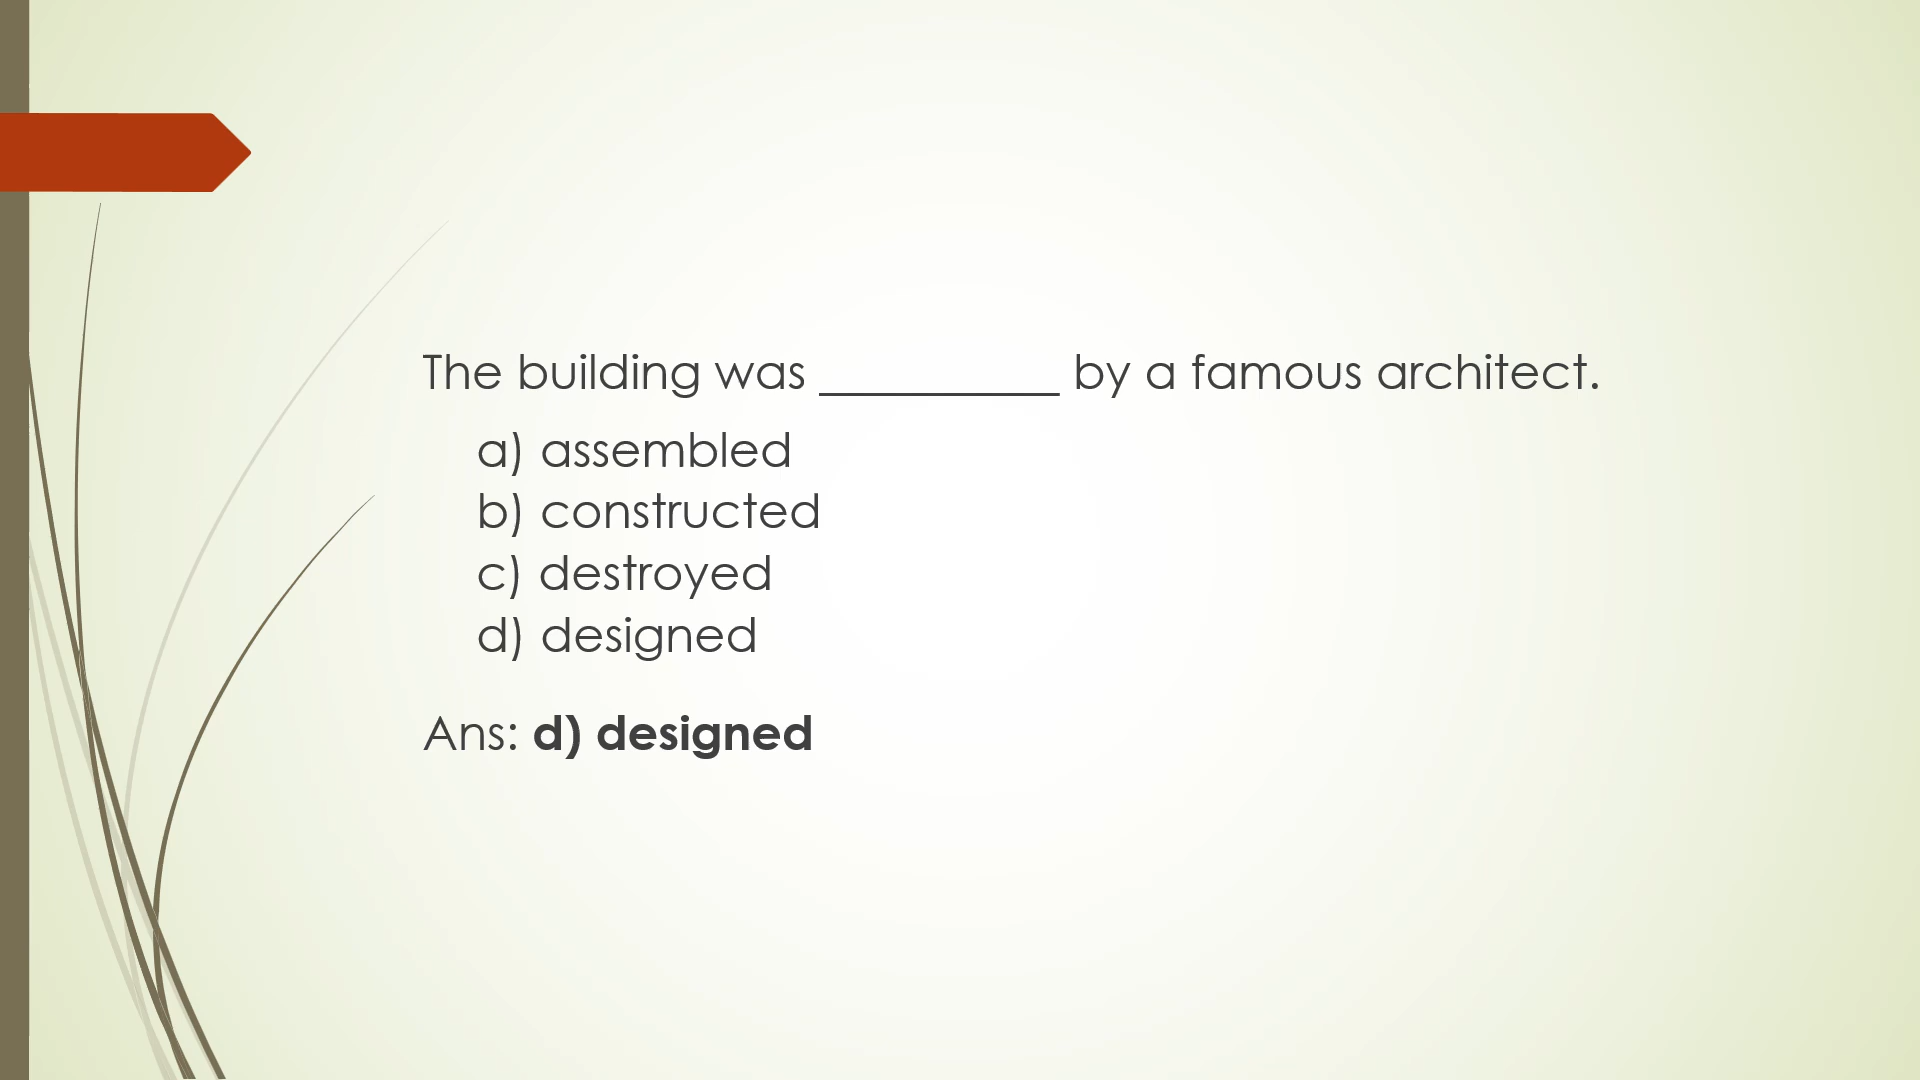 The building was __________ by a famous architect.
a) assembled
b) constructed
c) destroyed
d) designed
Ans: d) designed